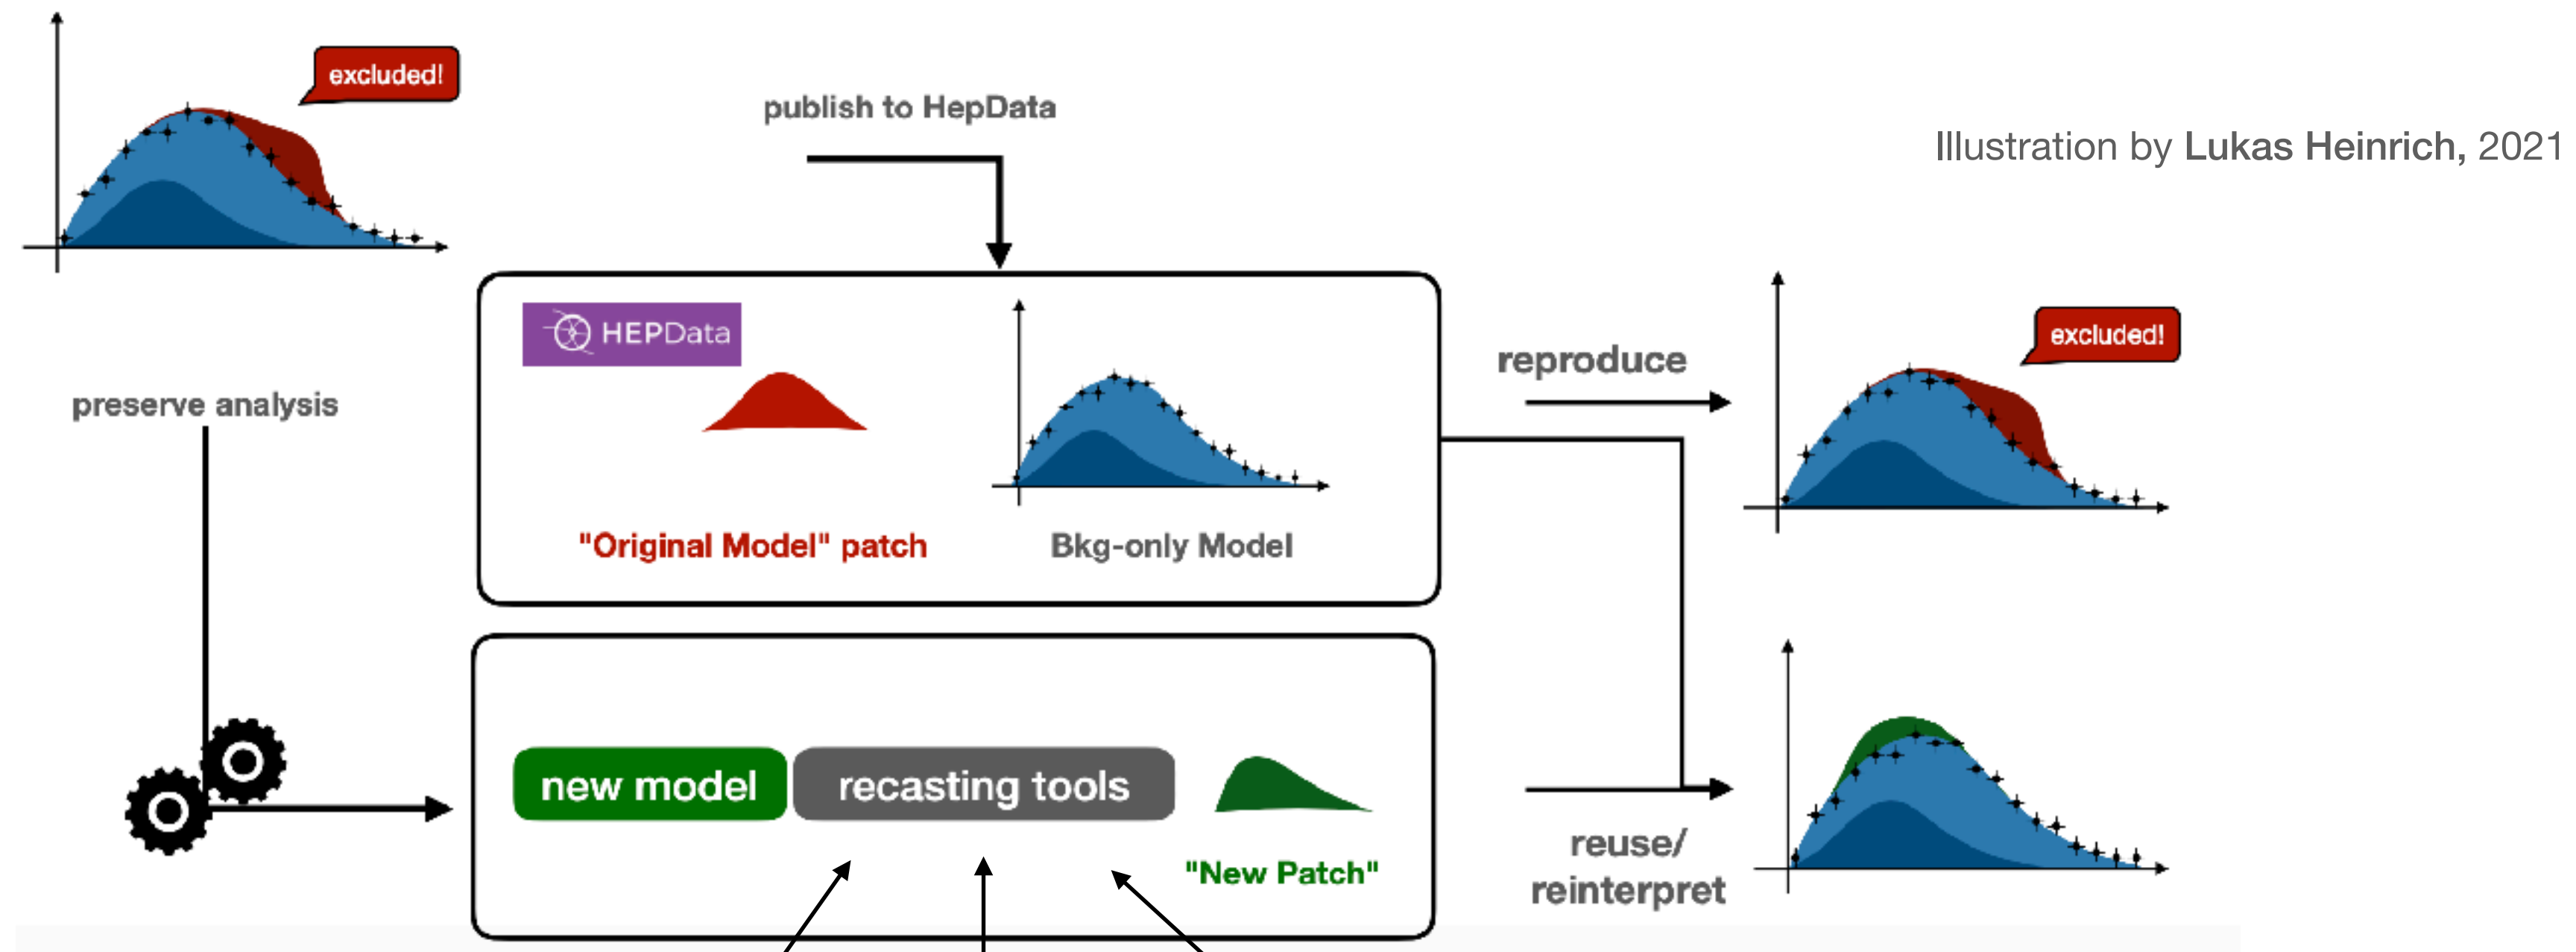 excluded!
publish to HepData
Illustration by Lukas Heinrich, 2021
HEPData
excluded!
reproduce
preserve analysis
"Original Model" patch
Bkg-only Model
new model
recasting tools
"New Patch"
reuse/
reinterpret